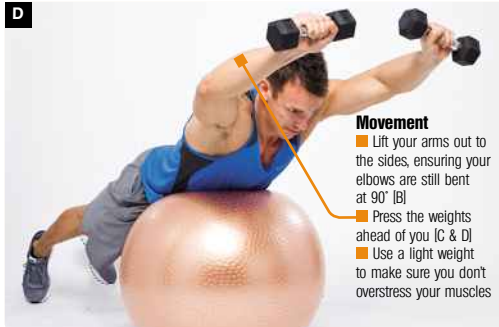 D
Movement
Lift your arms out to
the sides, ensuring your
elbows are still bent
at 90˚ [B]
Press the weights
ahead of you [C & D]
Use a light weight
to make sure you don't
overstress your muscles